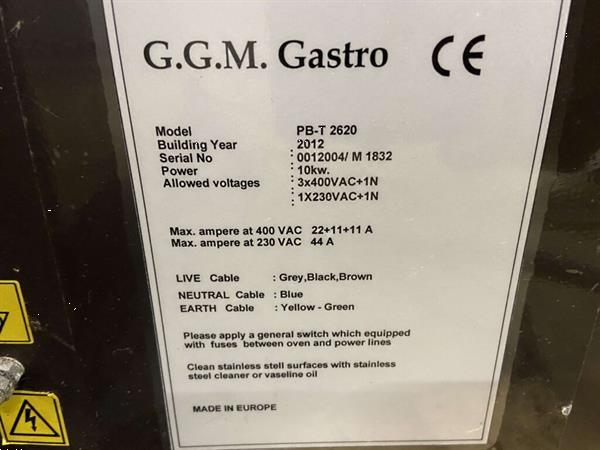 G.G.M. Gastro CE
Model PB-T 2620
Building Year 2012
Serial No : 0012004/ M 1832
Power : 10kw.
Allowed voltages : 3x400VAC+1N
: 1X230VAC+1N
Max. ampere at 400 VAC 22+11+11 A
Max. ampere at 230 VAC 44 A
LIVE Cable : Grey,Black,Brown
NEUTRAL Cable : Blue
EARTH Cable : Yellow - Green
Please apply a general switch which equipped
with fuses between oven and power lines
Clean stainless stell surfaces with stainless
steel cleaner or vaseline oil
MADE IN EUROPE